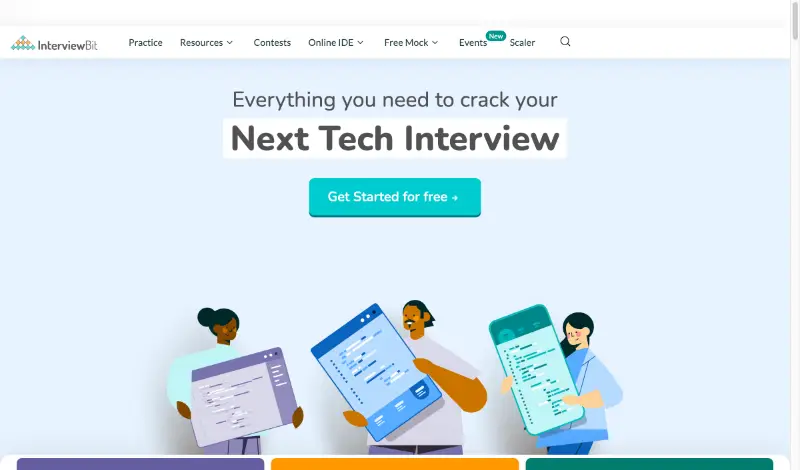 InterviewBit
Practice
Resources
Contests
Online IDE
Free Mock
Events
New
Scaler
Everything you need to crack your
Next Tech Interview
Get Started for free →